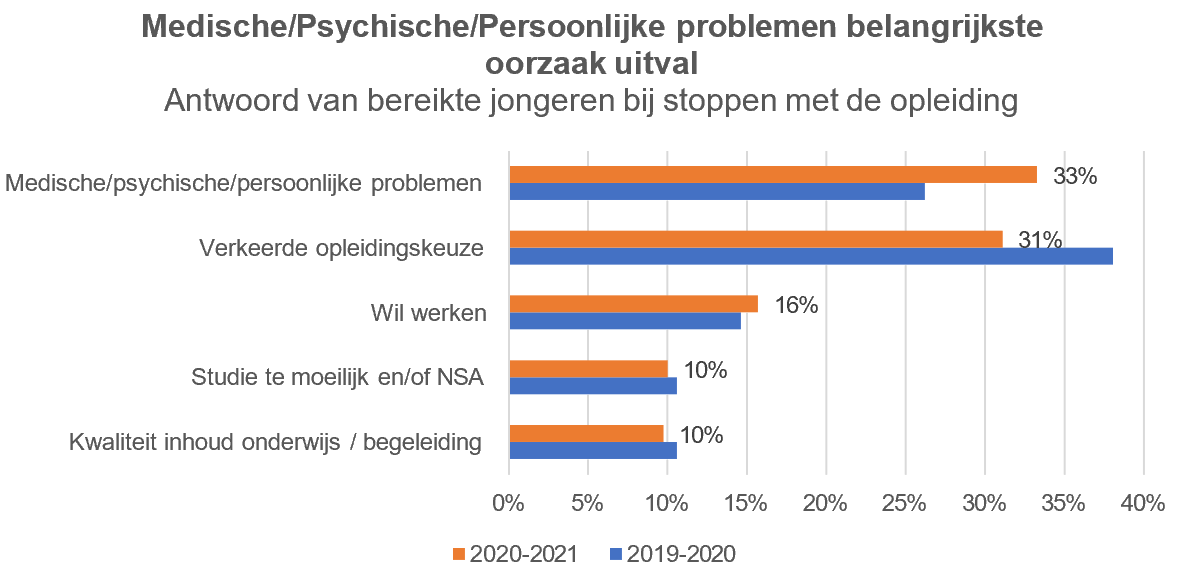 Medische/Psychische/Persoonlijke problemen belangrijkste
oorzaak uitval
Antwoord van bereikte jongeren bij stoppen met de opleiding
Medische/psychische/persoonlijke problemen
33%
Verkeerde opleidingskeuze
31%
Wil werken
16%
Studie te moeilijk en/of NSA
10%
Kwaliteit inhoud onderwijs / begeleiding
10%
0% 5% 10% 15% 20% 25% 30% 35% 40%
2020-2021 2019-2020